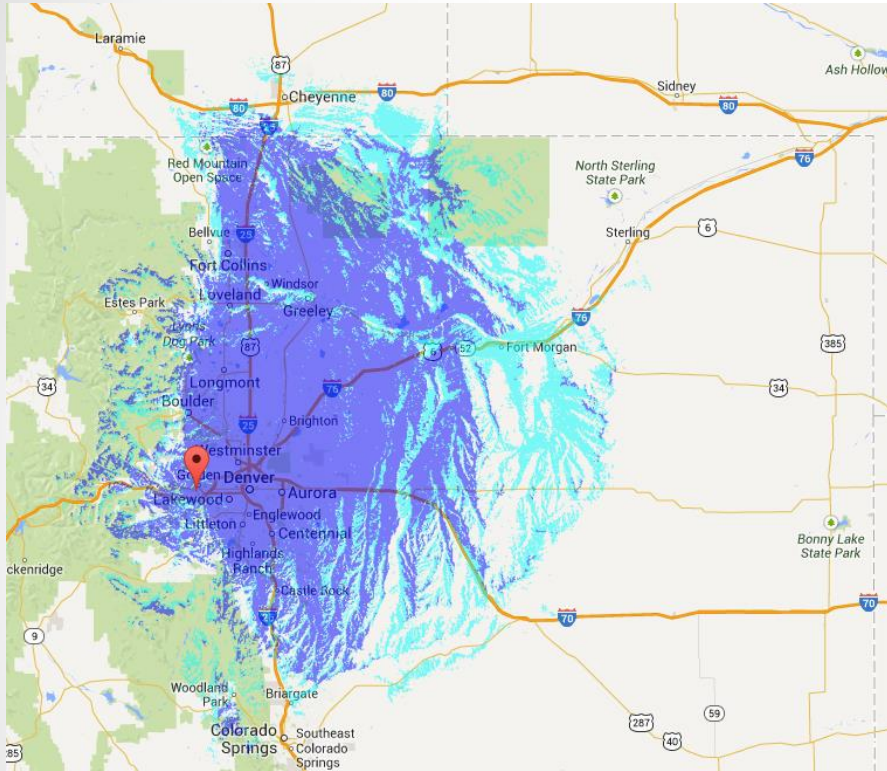 Laramie
87
Ash Hollow
Sidney
80
Cheyenne
80
80
25
76
Red Mountain
Open Space
North Sterling
State Park
Bellvue
25
Sterling
6
Fort Collins
Windsor
Loveland
Estes Park
Greeley
76
Lyons
Dog Park
87
6
52
Fort Morgan
385
Longmont
34
76
34
Boulder
25
Brighton
Westminster
Golden
Denver
Lakewood
Aurora
Englewood
Littleton
Centennial
Bonny Lake
State Park
Highlands
Ranch
ckenridge
Castle Rock
70
70
25
9
Woodland
Park
Briargate
59
287
Colorado
Springs
Southeast
Colorado
Springs
40
285